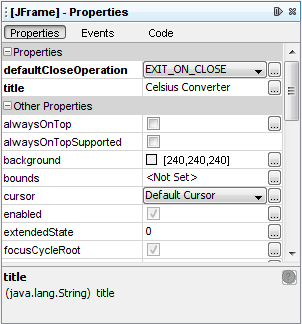 [JFrame] - Properties
Properties Events Code
Properties
defaultCloseOperation EXIT_ON_CLOSE ...
title Celsius Converter ...
Other Properties
alwaysOnTop ...
alwaysOnTopSupported ...
background [240,240,240] ...
bounds <Not Set> ...
cursor Default Cursor ...
enabled ...
extendedState 0 ...
focusCycleRoot ...
title
(java.lang.String) title